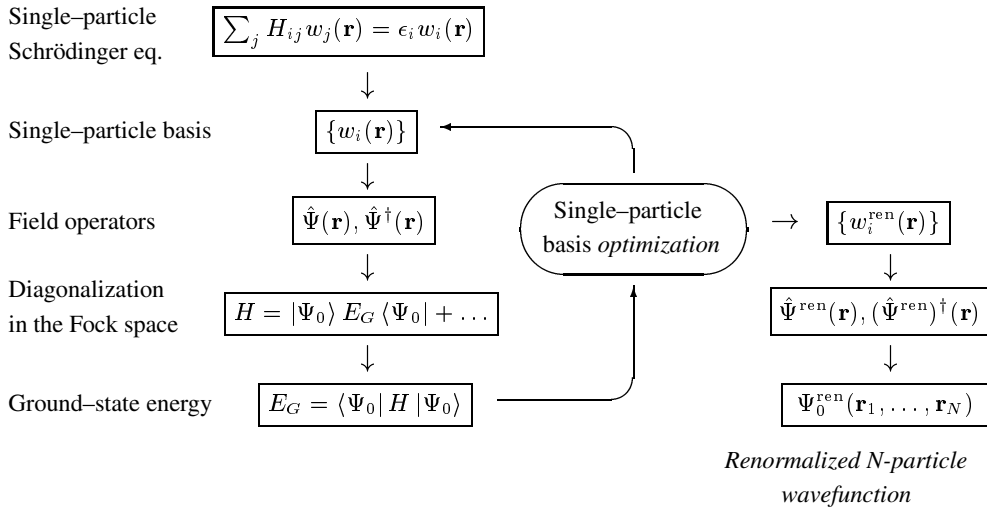 Single–particle
Schrödinger eq.
∑_j H_{ij} w_j(𝐫) = ϵ_i w_i(𝐫)
↓
Single–particle basis
{w_i(𝐫)}
↓
Field operators
Ψ̂(𝐫), Ψ̂†(𝐫)
↓
Diagonalization
in the Fock space
H = |Ψ_0⟩ E_G ⟨Ψ_0| + …
↓
Ground–state energy
E_G = ⟨Ψ_0| H |Ψ_0⟩
Single–particle
basis optimization
→
{w_i^{ren}(𝐫)}
↓
Ψ̂^{ren}(𝐫), (Ψ̂^{ren})†(𝐫)
↓
Ψ_0^{ren}(𝐫_1, …, 𝐫_N)
Renormalized N-particle
wavefunction